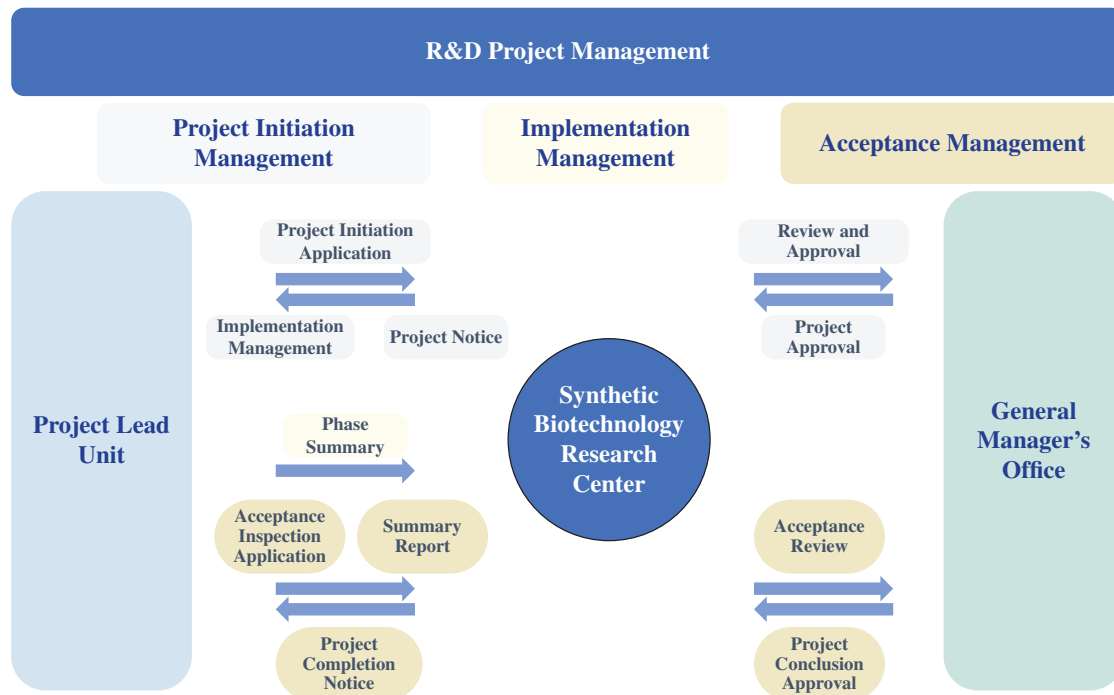 R&D Project Management
Project Initiation
Management
Implementation
Management
Acceptance Management
Project Lead
Unit
Project Initiation
Application
Implementation
Management
Project Notice
Phase
Summary
Acceptance
Inspection
Application
Summary
Report
Project
Completion
Notice
Synthetic
Biotechnology
Research
Center
Review and
Approval
Project
Approval
Acceptance
Review
Project
Conclusion
Approval
General
Manager’s
Office